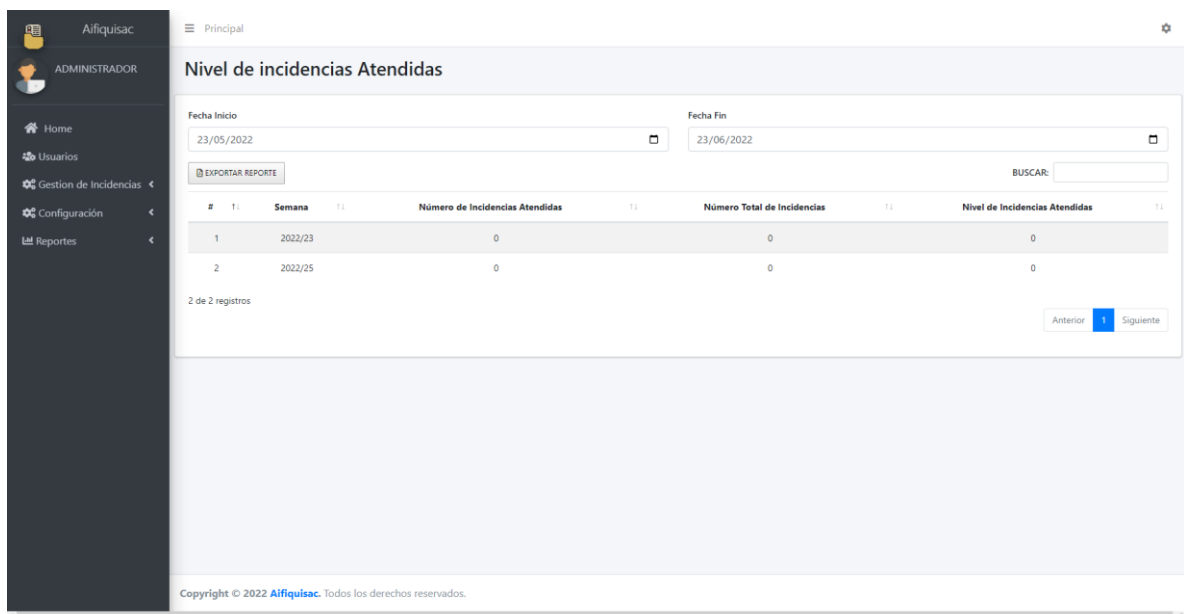 Aifiquisac
ADMINISTRADOR
Home
Usuarios
Gestion de Incidencias
Configuración
Reportes
Principal
Nivel de incidencias Atendidas
Fecha Inicio Fecha Fin
23/05/2022 23/06/2022
EXPORTAR REPORTE BUSCAR:
# Semana Número de Incidencias Atendidas Número Total de Incidencias Nivel de Incidencias Atendidas
1 2022/23 0 0 0
2 2022/25 0 0 0
2 de 2 registros
Anterior 1 Siguiente
Copyright © 2022 Aifiquisac. Todos los derechos reservados.